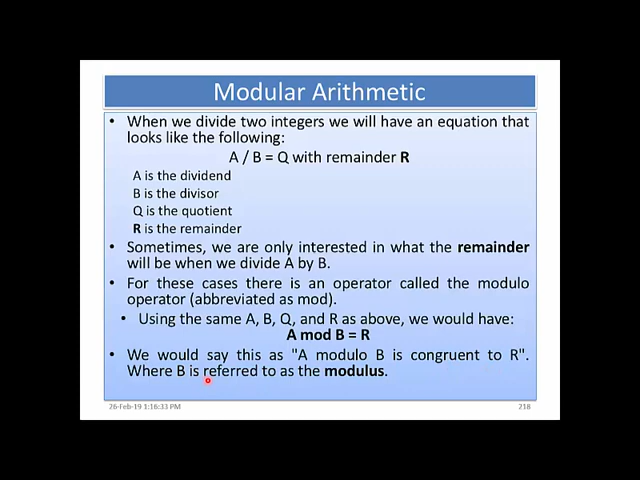 Modular Arithmetic
• When we divide two integers we will have an equation that
looks like the following:
A / B = Q with remainder R
A is the dividend
B is the divisor
Q is the quotient
R is the remainder
• Sometimes, we are only interested in what the remainder
will be when we divide A by B.
• For these cases there is an operator called the modulo
operator (abbreviated as mod).
• Using the same A, B, Q, and R as above, we would have:
A mod B = R
• We would say this as "A modulo B is congruent to R".
Where B is referred to as the modulus.
26-Feb-19 1:16:33 PM
218